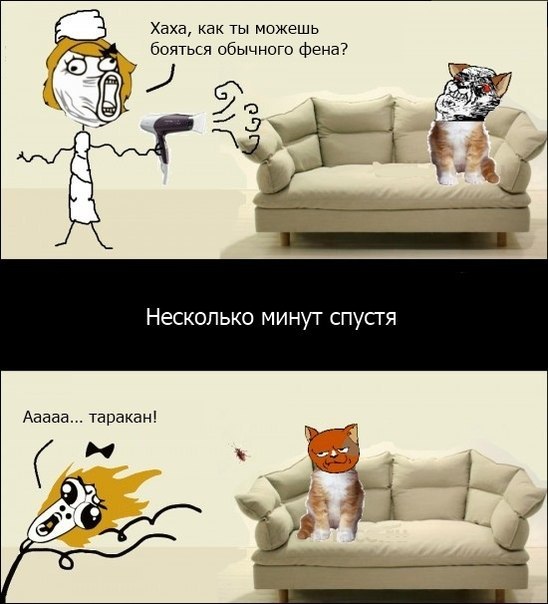 Хаха, как ты можешь
бояться обычного фена?
Несколько минут спустя
Ааааа... таракан!